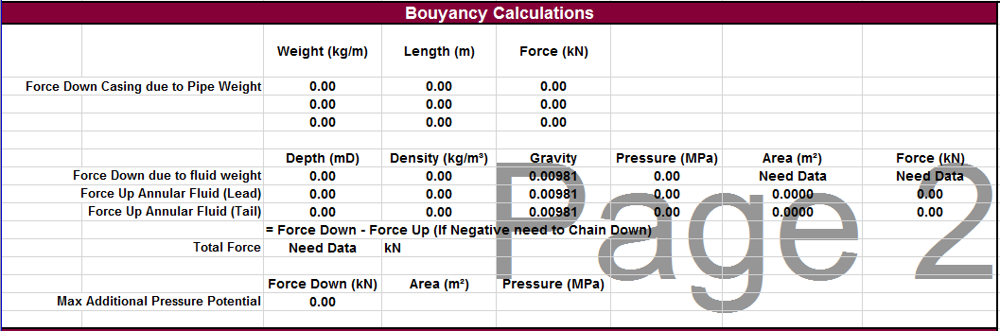 Bouyancy Calculations
Weight (kg/m) Length (m) Force (kN)
Force Down Casing due to Pipe Weight 0.00 0.00 0.00
0.00 0.00 0.00
0.00 0.00 0.00
Depth (mD) Density (kg/m³) Gravity Pressure (MPa) Area (m²) Force (kN)
Force Down due to fluid weight 0.00 0.00 0.00981 0.00 Need Data Need Data
Force Up Annular Fluid (Lead) 0.00 0.00 0.00981 0.00 0.0000 0.00
Force Up Annular Fluid (Tail) 0.00 0.00 0.00981 0.00 0.0000 0.00
= Force Down - Force Up (If Negative need to Chain Down)
Total Force Need Data kN
Force Down (kN) Area (m²) Pressure (MPa)
Max Additional Pressure Potential 0.00
Page 2